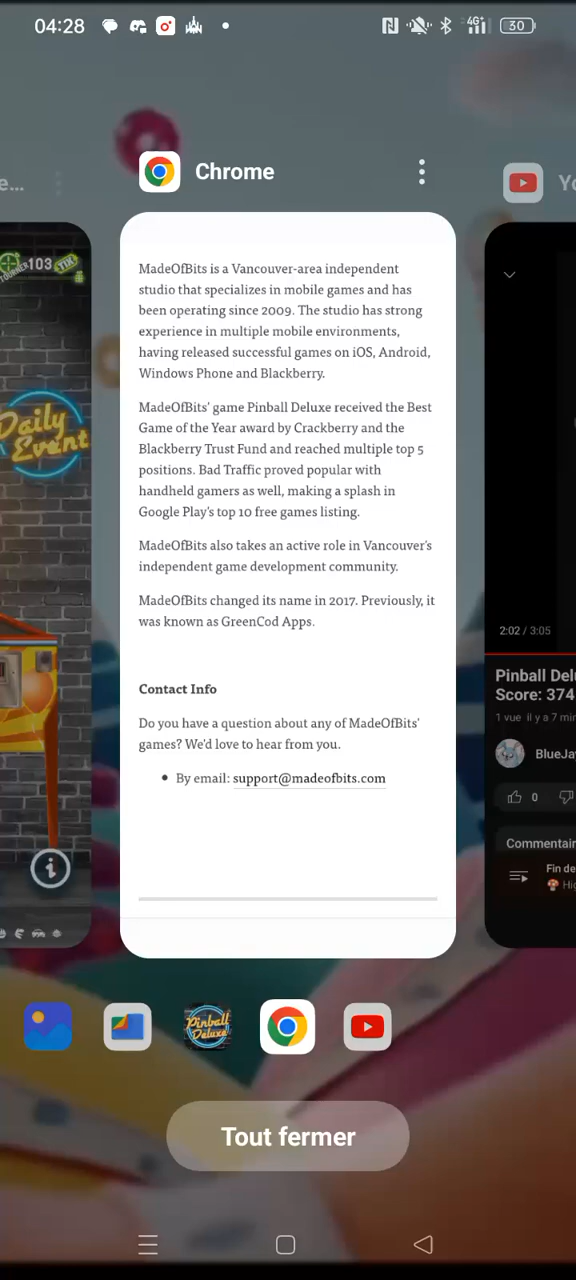 04:28
4G+
30
e...
Chrome
Yo
TOURNER
103
TIX
Daily
Event
MadeOfBits is a Vancouver-area independent
studio that specializes in mobile games and has
been operating since 2009. The studio has strong
experience in multiple mobile environments,
having released successful games on iOS, Android,
Windows Phone and Blackberry.
MadeOfBits' game Pinball Deluxe received the Best
Game of the Year award by Crackberry and the
Blackberry Trust Fund and reached multiple top 5
positions. Bad Traffic proved popular with
handheld gamers as well, making a splash in
Google Play's top 10 free games listing.
MadeOfBits also takes an active role in Vancouver's
independent game development community.
MadeOfBits changed its name in 2017. Previously, it
was known as GreenCod Apps.
Contact Info
Do you have a question about any of MadeOfBits'
games? We'd love to hear from you.
• By email: support@madeofbits.com
2:02 / 3:05
Pinball Del
Score: 374
1 vue il y a 7 mi
BlueJa
0
Commentair
Fin de
Hig
Pinball
Deluxe
Tout fermer